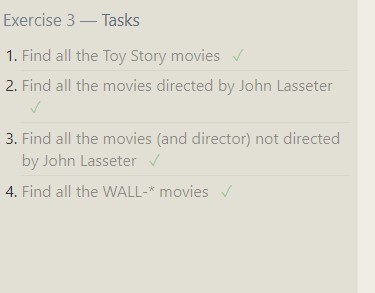 Exercise 3 — Tasks
1. Find all the Toy Story movies ✓
2. Find all the movies directed by John Lasseter
✓
3. Find all the movies (and director) not directed
by John Lasseter ✓
4. Find all the WALL-* movies ✓